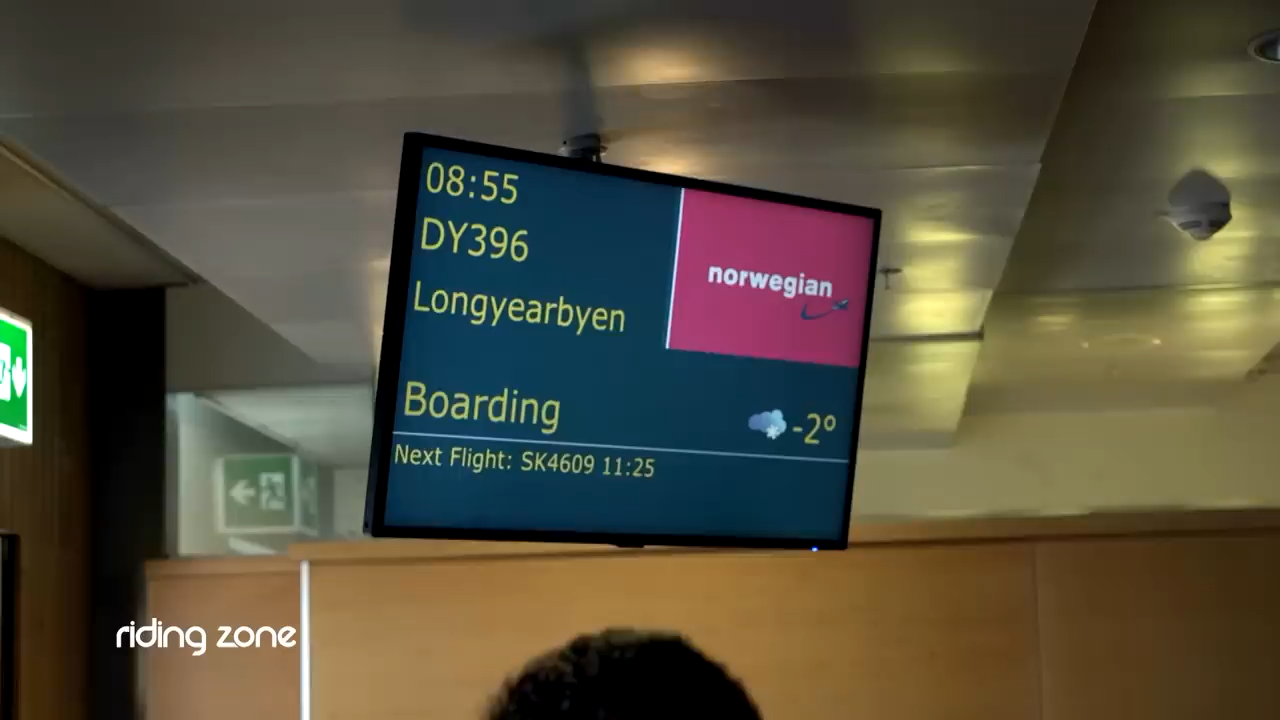 08:55
DY396
norwegian
Longyearbyen
Boarding
-2°
Next Flight: SK4609 11:25
riding zone